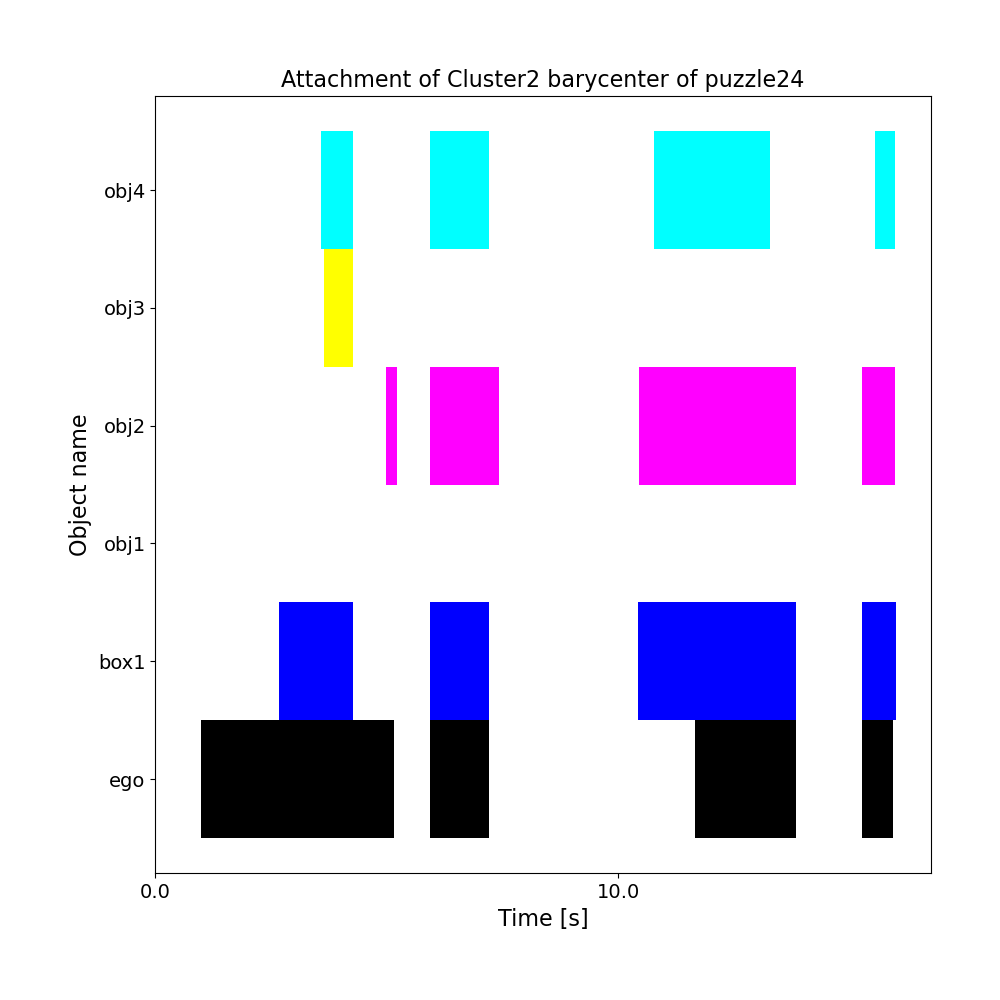 Attachment of Cluster2 barycenter of puzzle24
obj4
obj3
obj2
obj1
box1
ego
Object name
0.0
10.0
Time [s]